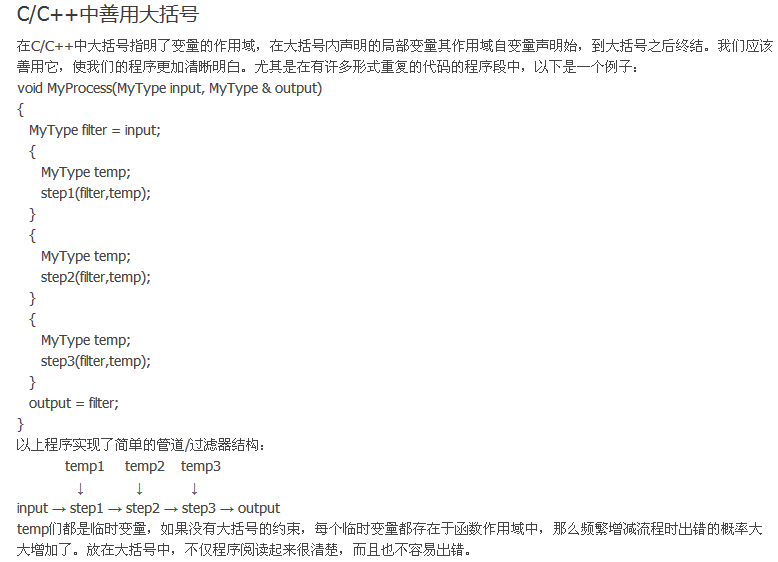 C/C++中善用大括号
在C/C++中大括号指明了变量的作用域，在大括号内声明的局部变量其作用域自变量声明始，到大括号之后终结。我们应该
善用它，使我们的程序更加清晰明白。尤其是在有许多形式重复的代码的程序段中，以下是一个例子：
void MyProcess(MyType input, MyType & output)
{
MyType filter = input;
{
MyType temp;
step1(filter,temp);
}
{
MyType temp;
step2(filter,temp);
}
{
MyType temp;
step3(filter,temp);
}
output = filter;
}
以上程序实现了简单的管道/过滤器结构：
temp1 temp2 temp3
↓ ↓ ↓
input → step1 → step2 → step3 → output
temp们都是临时变量，如果没有大括号的约束，每个临时变量都存在于函数作用域中，那么频繁增减流程时出错的概率大
大增加了。放在大括号中，不仅程序阅读起来很清楚，而且也不容易出错。